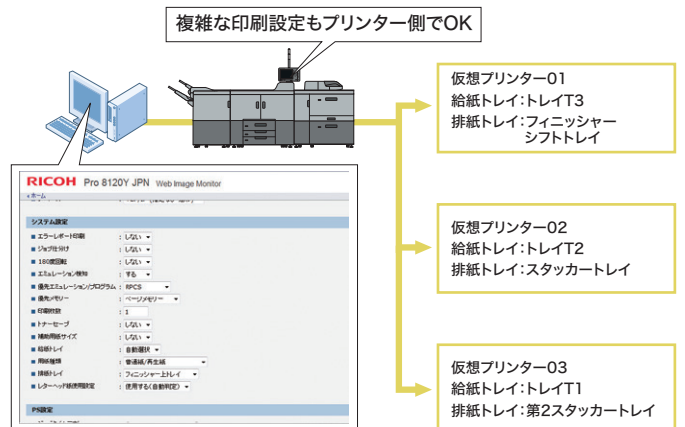 複雑な印刷設定もプリンター側でOK
仮想プリンター01
給紙トレイ：トレイT3
排紙トレイ：フィニッシャー
シフトトレイ
RICOH Pro 8120Y JPN Web Image Monitor
ホーム
システム設定
エラーレポート印刷 : しない
ジョブ仕分け : しない
180度回転 : しない
エミュレーション検知 : する
優先エミュレーション/プログラム : RPCS
優先メモリー : ページメモリー
印刷枚数 : 1
トナーセーブ : しない
補助用紙サイズ : しない
給紙トレイ : 自動選択
用紙種類 : 普通紙/再生紙
排紙トレイ : フィニッシャー上トレイ
レターヘッド紙使用設定 : 使用する(自動判定)
PS設定
仮想プリンター02
給紙トレイ：トレイT2
排紙トレイ：スタッカートレイ
仮想プリンター03
給紙トレイ：トレイT1
排紙トレイ：第2スタッカートレイ